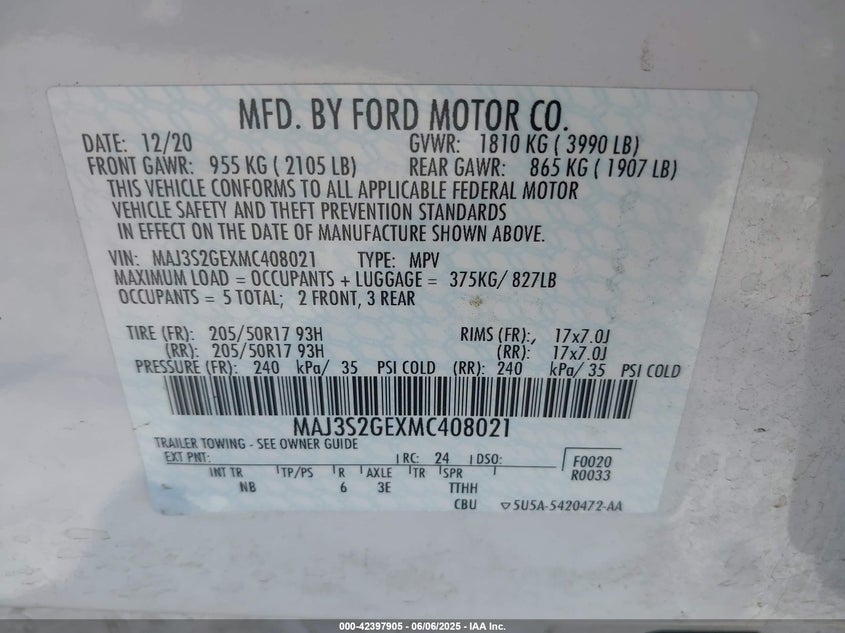 MFD. BY FORD MOTOR CO.
DATE: 12/20 GVWR: 1810 KG ( 3990 LB)
FRONT GAWR: 955 KG ( 2105 LB) REAR GAWR: 865 KG ( 1907 LB)
THIS VEHICLE CONFORMS TO ALL APPLICABLE FEDERAL MOTOR
VEHICLE SAFETY AND THEFT PREVENTION STANDARDS
IN EFFECT ON THE DATE OF MANUFACTURE SHOWN ABOVE.
VIN: MAJ3S2GEXMC408021 TYPE: MPV
MAXIMUM LOAD = OCCUPANTS + LUGGAGE = 375KG/ 827LB
OCCUPANTS = 5 TOTAL; 2 FRONT, 3 REAR
TIRE (FR): 205/50R17 93H RIMS (FR):, 17x7.0J
(RR): 205/50R17 93H (RR): 17x7.0J
PRESSURE (FR): 240 kPa/ 35 PSI COLD (RR): 240 kPa/ 35 PSI COLD
MAJ3S2GEXMC408021
TRAILER TOWING - SEE OWNER GUIDE
EXT PNT: RC: 24 DSO: F0020
INT TR TP/PS R AXLE TR SPR R0033
NB 6 3E TTHH
CBU ▽5U5A-5420472-AA
000-42397905 - 06/06/2025 - IAA Inc.